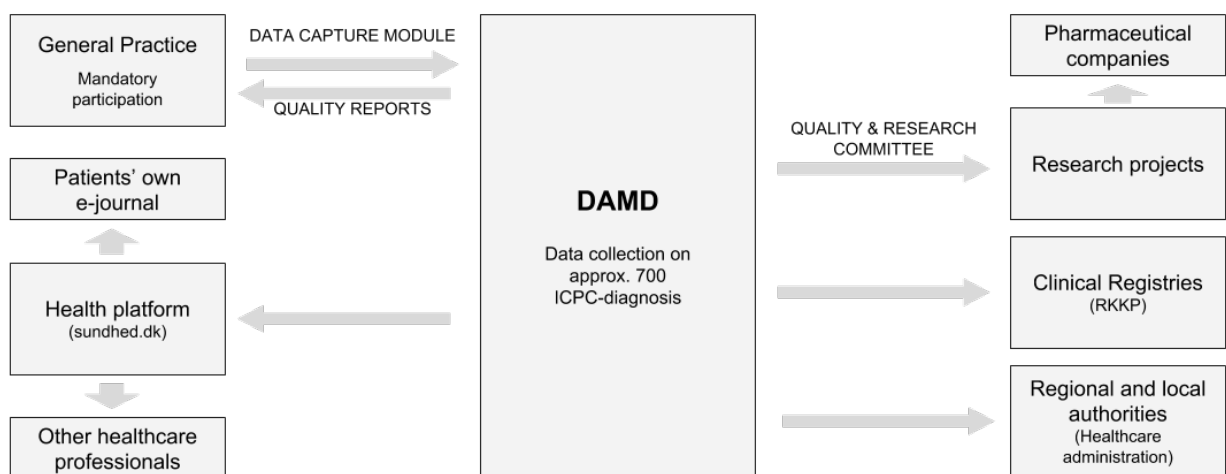 General Practice
Mandatory
participation
DATA CAPTURE MODULE
QUALITY REPORTS
Patients' own
e-journal
Health platform
(sundhed.dk)
Other healthcare
professionals
DAMD
Data collection on
approx. 700
ICPC-diagnosis
QUALITY & RESEARCH
COMMITTEE
Pharmaceutical
companies
Research projects
Clinical Registries
(RKKP)
Regional and local
authorities
(Healthcare
administration)